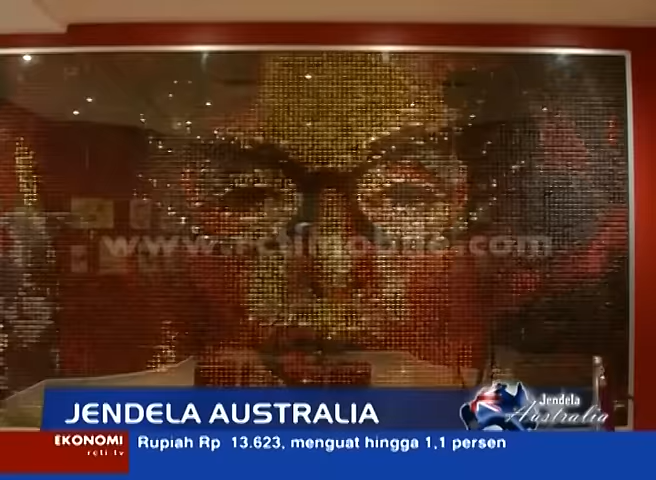 www.rctimobile.com
JENDELA AUSTRALIA
Jendela
Australia
EKONOMI
rcti tv
Rupiah Rp 13.623, menguat hingga 1,1 persen